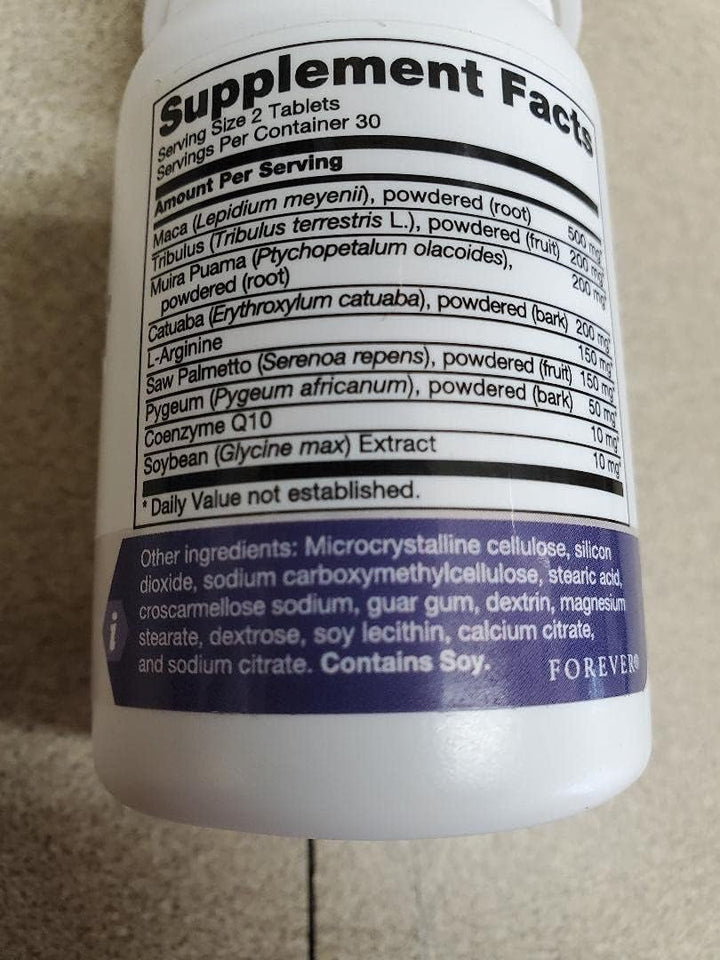 Supplement Facts
Serving Size 2 Tablets
Servings Per Container 30
Amount Per Serving
Maca (Lepidium meyenii), powdered (root) 500 mg*
Tribulus (Tribulus terrestris L.), powdered (fruit) 200 mg*
Muira Puama (Ptychopetalum olacoides), 200 mg*
powdered (root)
Catuaba (Erythroxylum catuaba), powdered (bark) 200 mg*
L-Arginine 150 mg*
Saw Palmetto (Serenoa repens), powdered (fruit) 150 mg*
Pygeum (Pygeum africanum), powdered (bark) 50 mg*
Coenzyme Q10 10 mg*
Soybean (Glycine max) Extract 10 mg*
* Daily Value not established.
Other ingredients: Microcrystalline cellulose, silicon
dioxide, sodium carboxymethylcellulose, stearic acid,
croscarmellose sodium, guar gum, dextrin, magnesium
stearate, dextrose, soy lecithin, calcium citrate,
and sodium citrate. Contains Soy.
i
FOREVER®